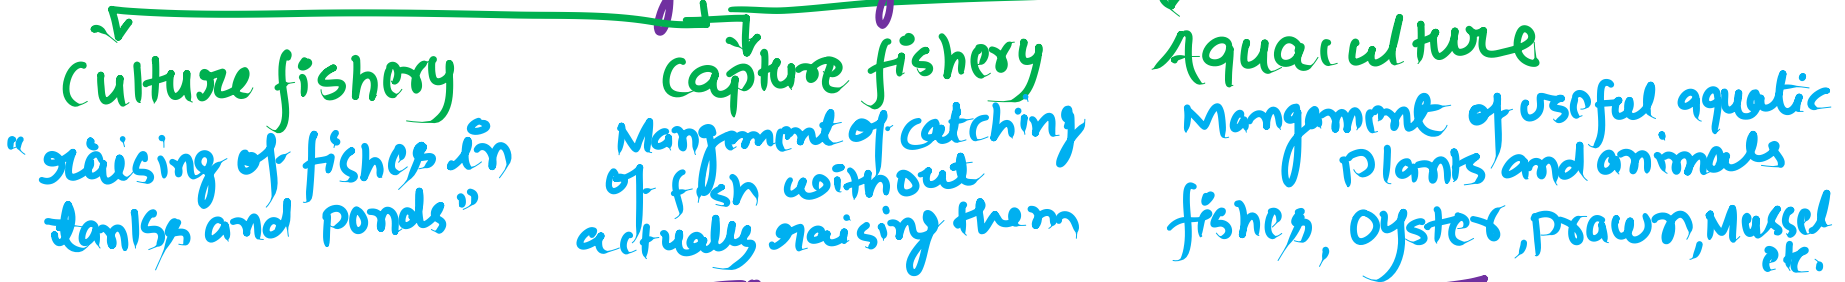 Culture fishery
"raising of fishes in
tanks and ponds"
Capture fishery
Mangement of catching
of fish without
actually raising them
Aquaculture
Mangament of useful aquatic
Plants and animals
fishes, Oyster, Prawn, Mussel
etc.